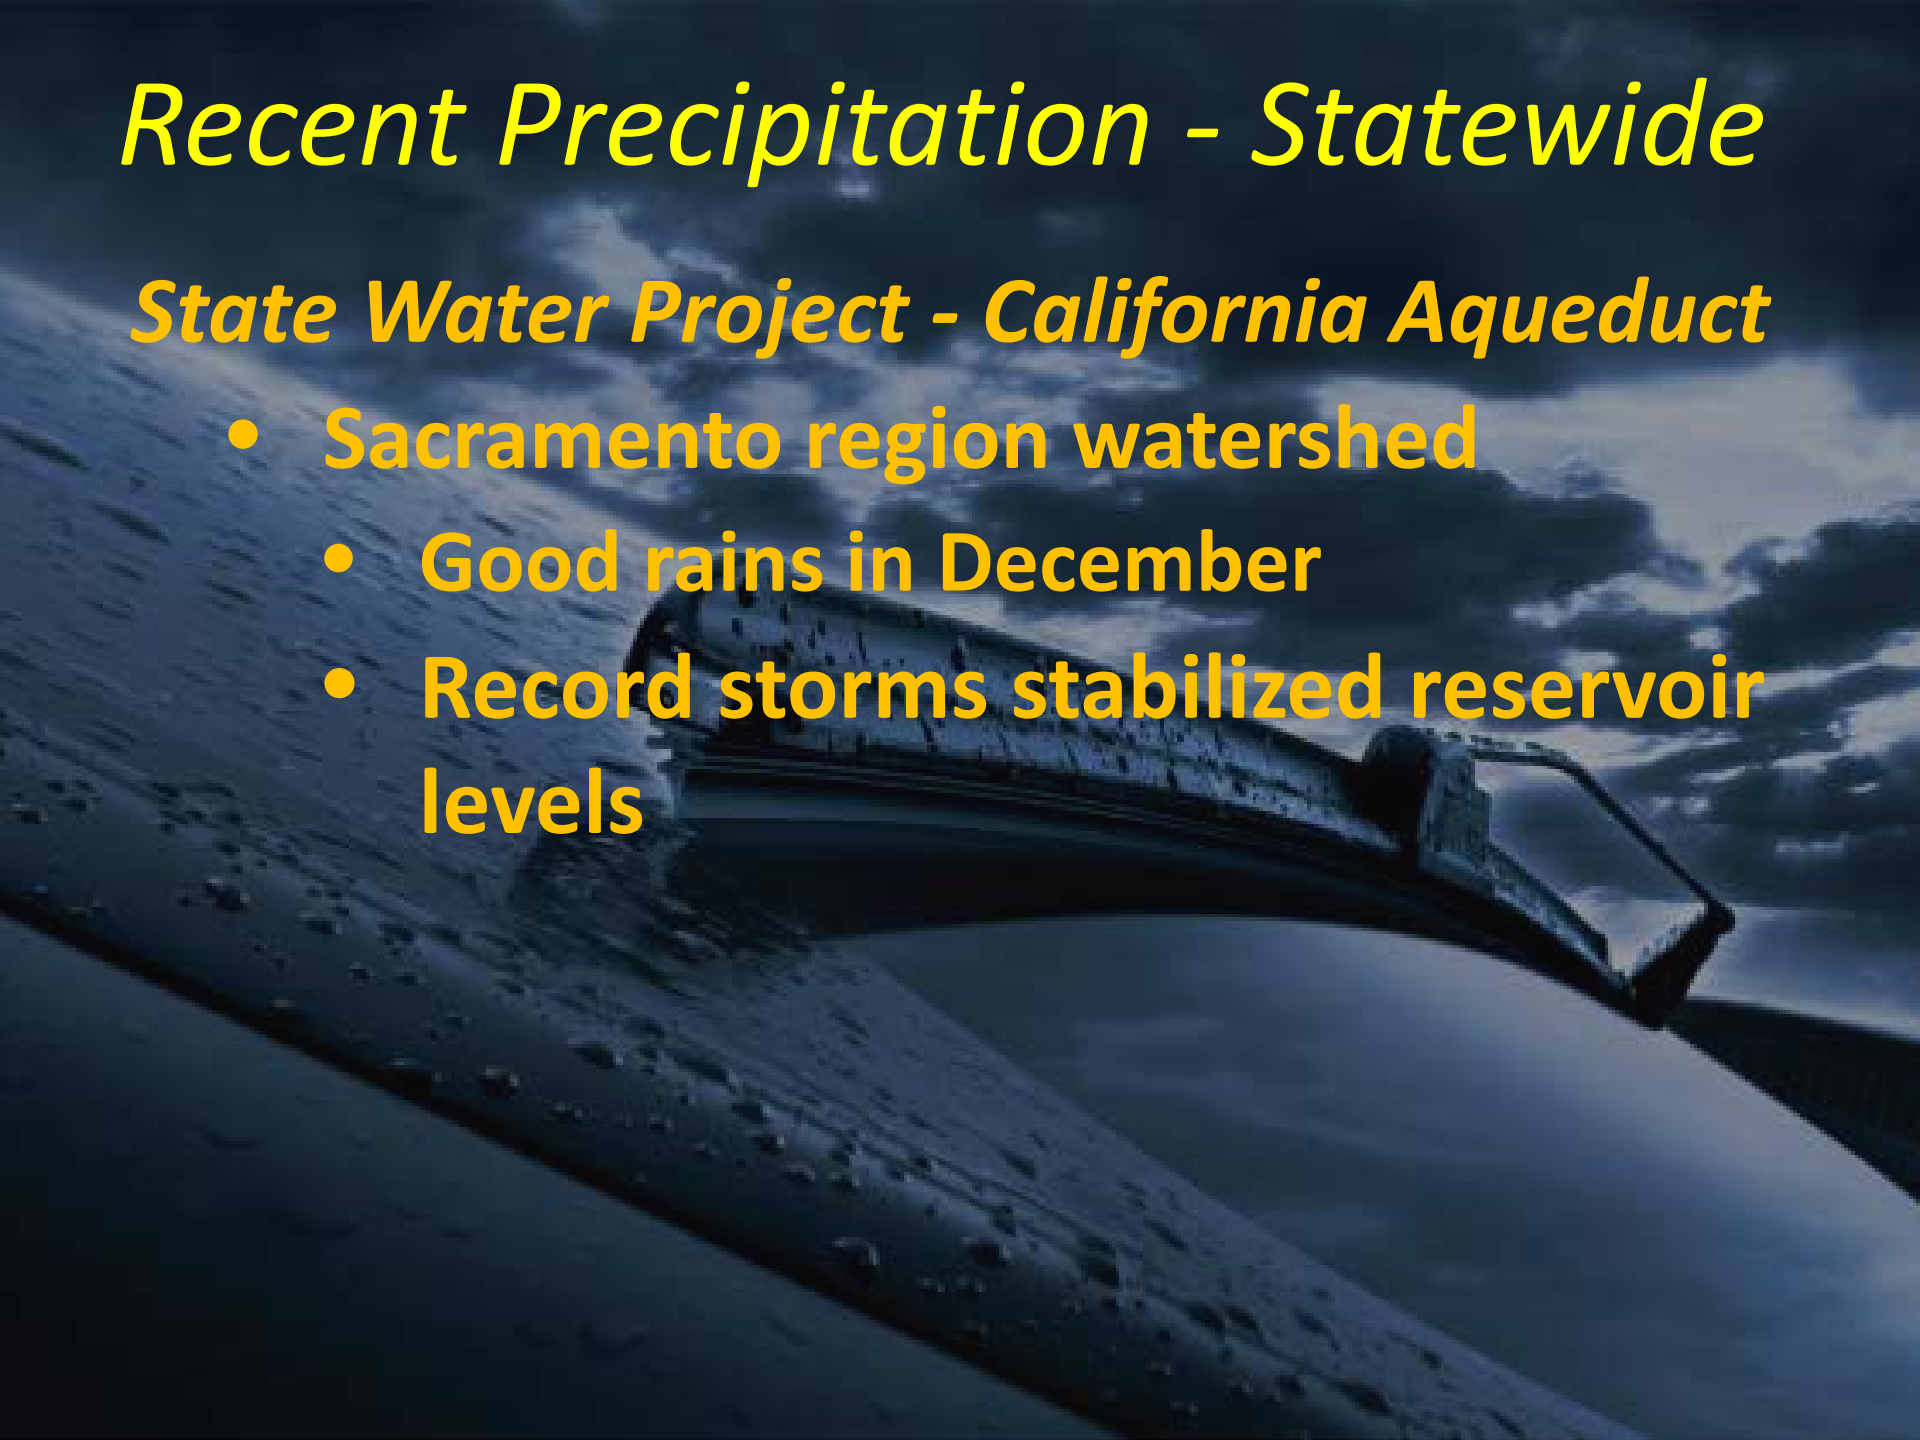 Recent Precipitation - Statewide
State Water Project - California Aqueduct
• Sacramento region watershed
• Good rains in December
• Record storms stabilized reservoir
levels